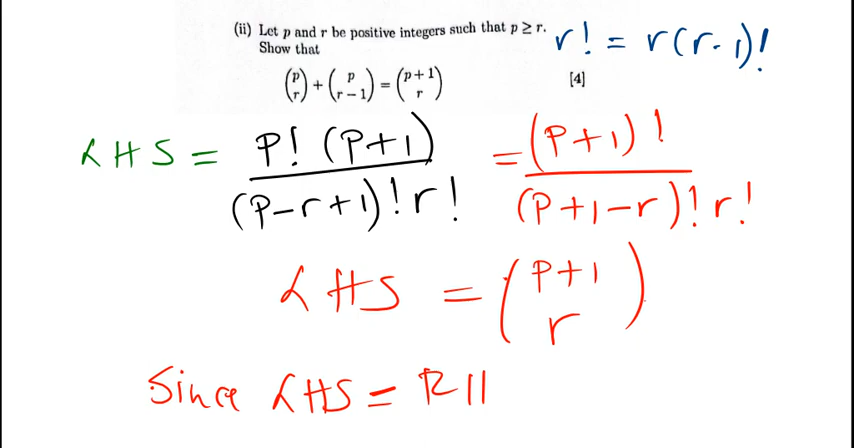 (ii) Let p and r be positive integers such that p ≥ r.
Show that
r! = r(r-1)!
(p r) + (p r − 1) = (p + 1 r) [4]
LHS = P! (P+1) / (P-r+1)! r! = (P+1)! / (P+1-r)! r!
LHS = (P+1 r)
Since LHS = R||